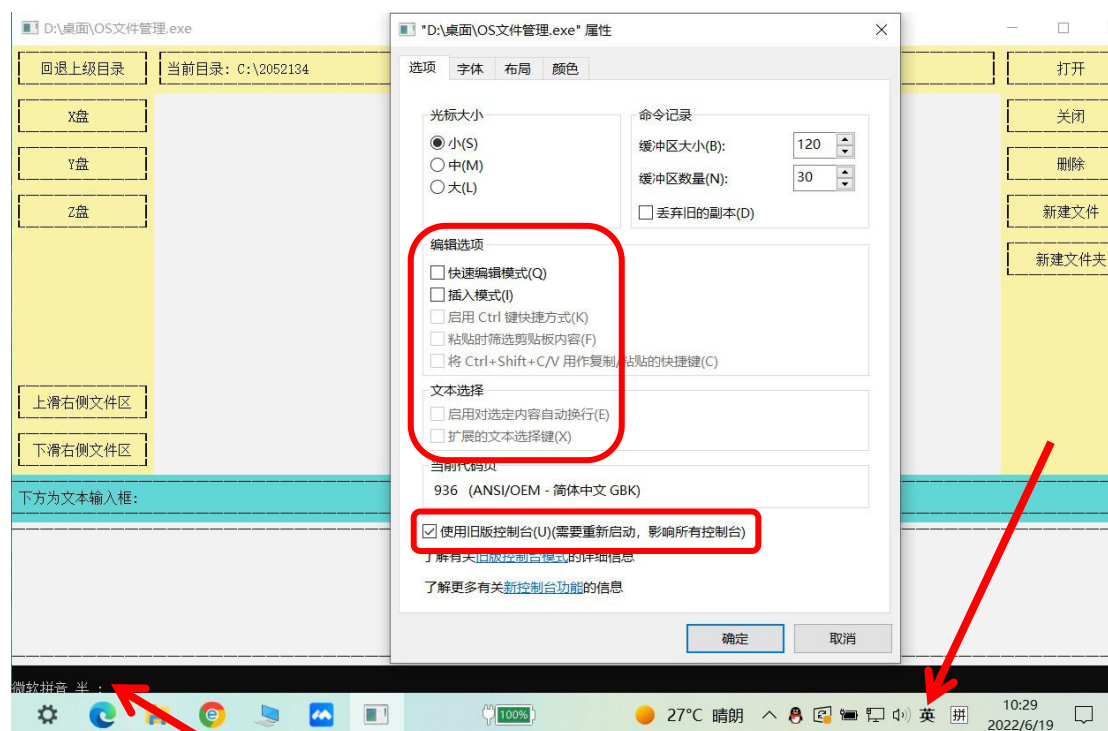 D:\桌面\OS文件管理.exe
"D:\桌面\OS文件管理.exe" 属性
回退上级目录
当前目录: C:\2052134
打开
X盘
关闭
Y盘
删除
Z盘
新建文件
新建文件夹
上滑右侧文件区
下滑右侧文件区
下方为文本输入框:
选项 字体 布局 颜色
光标大小
小(S)
中(M)
大(L)
命令记录
缓冲区大小(B): 120
缓冲区数量(N): 30
丢弃旧的副本(D)
编辑选项
快速编辑模式(Q)
插入模式(I)
启用 Ctrl 键快捷方式(K)
粘贴时筛选剪贴板内容(F)
将 Ctrl+Shift+C/V 用作复制/粘贴的快捷键(C)
文本选择
启用对选定内容自动换行(E)
扩展的文本选择键(X)
当前代码页
936 (ANSI/OEM - 简体中文 GBK)
使用旧版控制台(U)(需要重新启动，影响所有控制台)
了解有关旧版控制台模式的详细信息
了解更多有关新控制台功能的信息
确定 取消
微软拼音 半 :
100%
27°C 晴朗
英 拼
10:29
2022/6/19